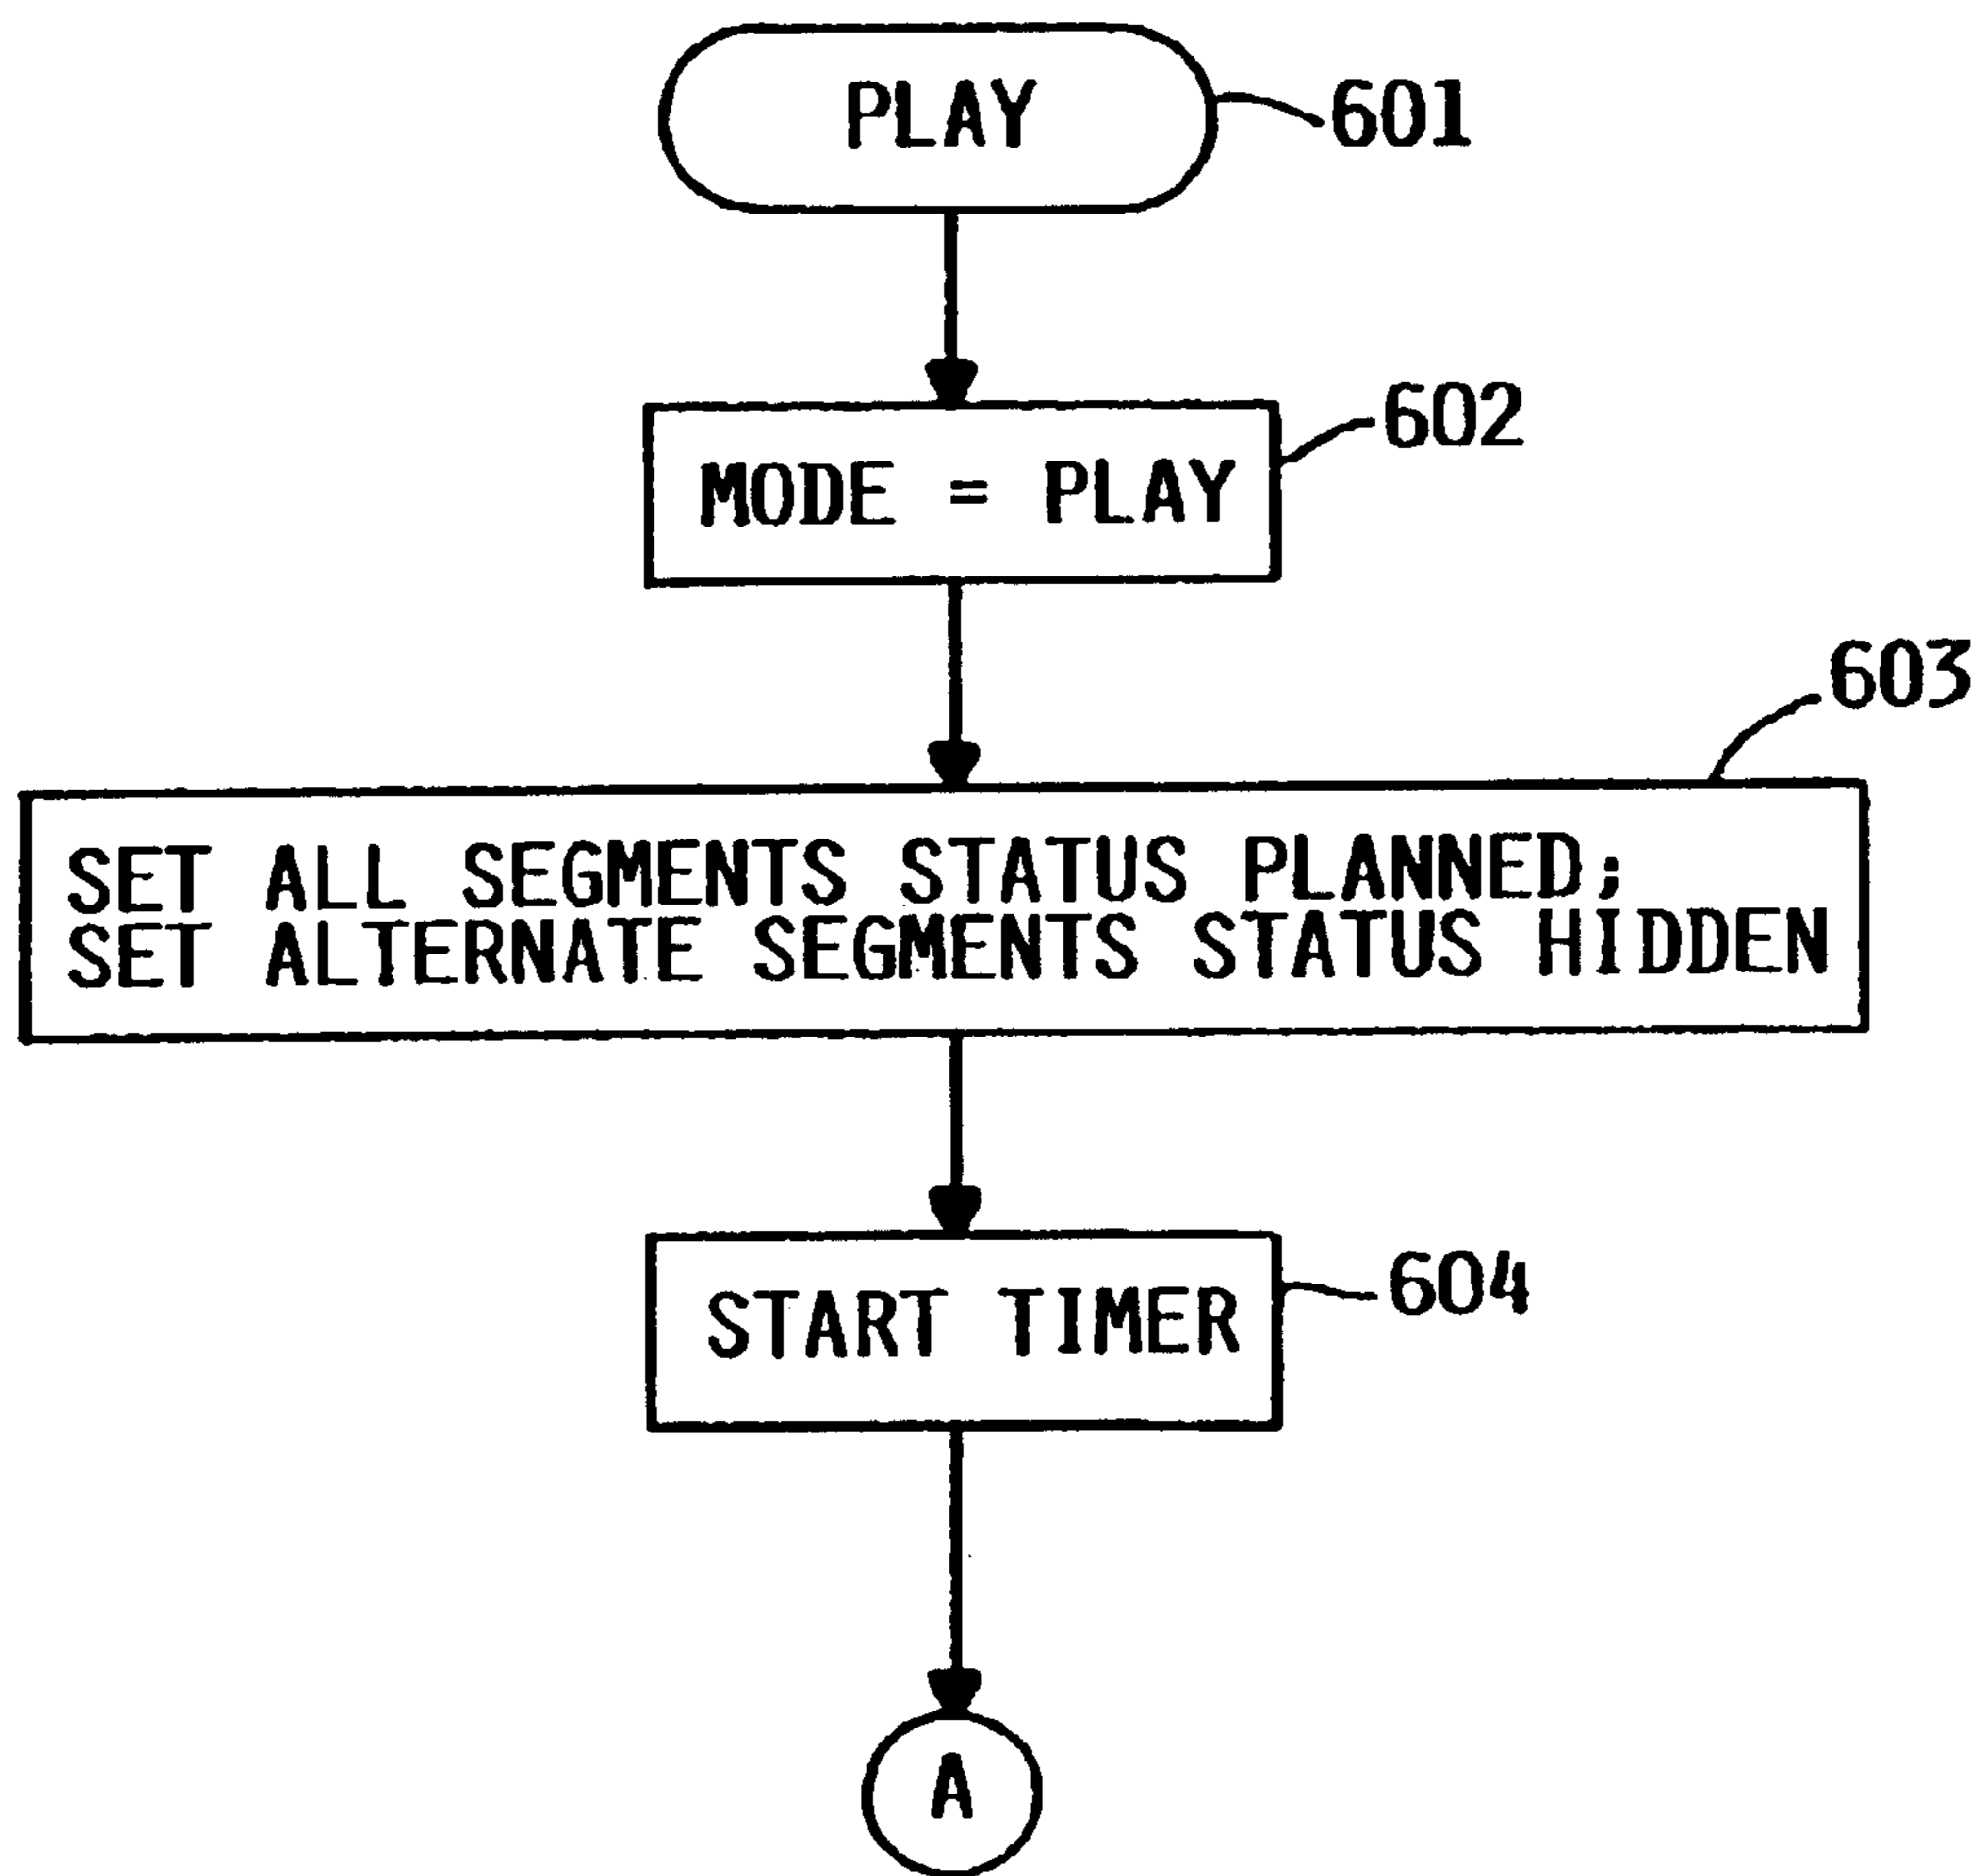 PLAY
601
602
MODE = PLAY
603
SET ALL SEGMENTS STATUS PLANNED;
SET ALTERNATE SEGMENTS STATUS HIDDEN
604
START TIMER
A